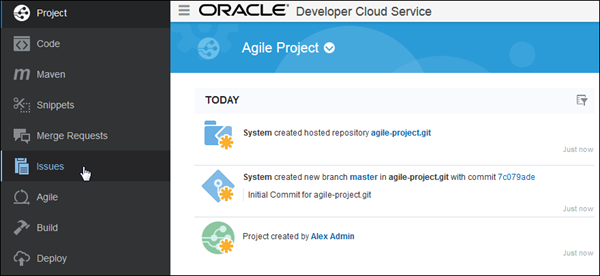 Project
Code
Maven
Snippets
Merge Requests
Issues
Agile
Build
Deploy
ORACLE Developer Cloud Service
Agile Project
TODAY
System created hosted repository agile-project.git
Just now
System created new branch master in agile-project.git with commit 7c079ade
Initial Commit for agile-project.git
Just now
Project created by Alex Admin
Just now